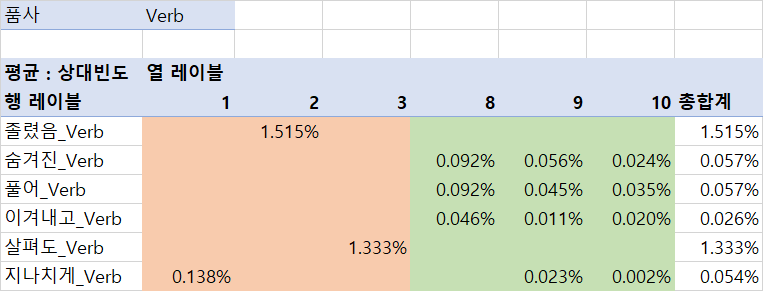 품사 Verb
평균 : 상대빈도 열 레이블
행 레이블 1 2 3 8 9 10 총합계
졸렸음_Verb 1.515% 1.515%
숨겨진_Verb 0.092% 0.056% 0.024% 0.057%
풀어_Verb 0.092% 0.045% 0.035% 0.057%
이겨내고_Verb 0.046% 0.011% 0.020% 0.026%
살펴도_Verb 1.333% 1.333%
지나치게_Verb 0.138% 0.023% 0.002% 0.054%